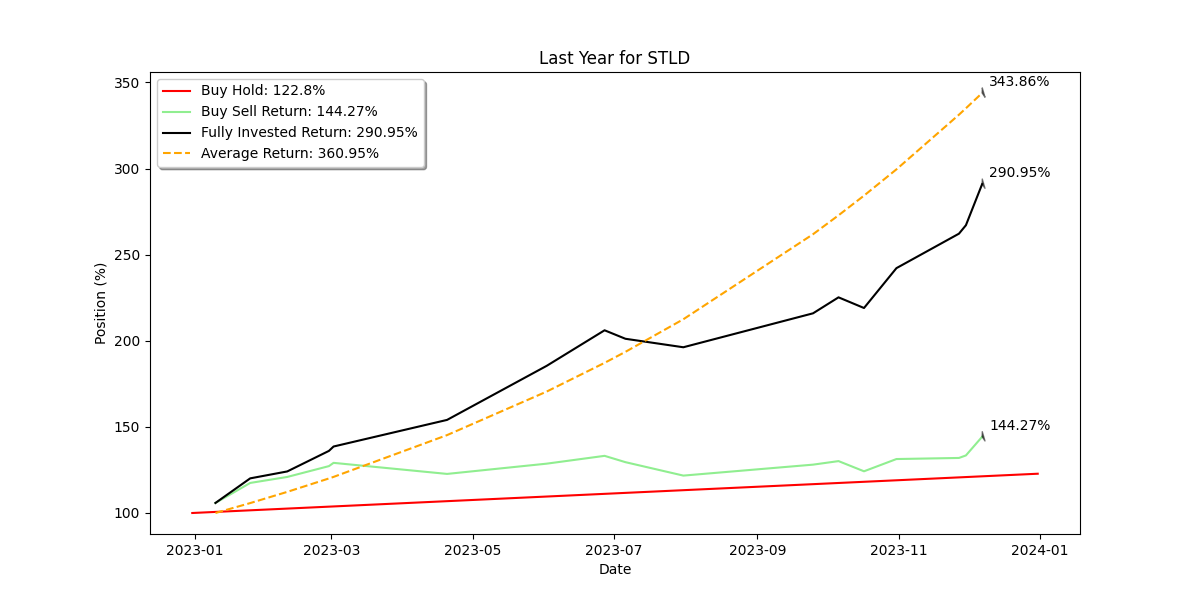 Last Year for STLD
343.86%
350
Buy Hold: 122.8%
Buy Sell Return: 144.27%
Fully Invested Return: 290.95%
Average Return: 360.95%
300
290.95%
250
Position (%)
200
150
144.27%
100
2023-01 2023-03 2023-05 2023-07 2023-09 2023-11 2024-01
Date